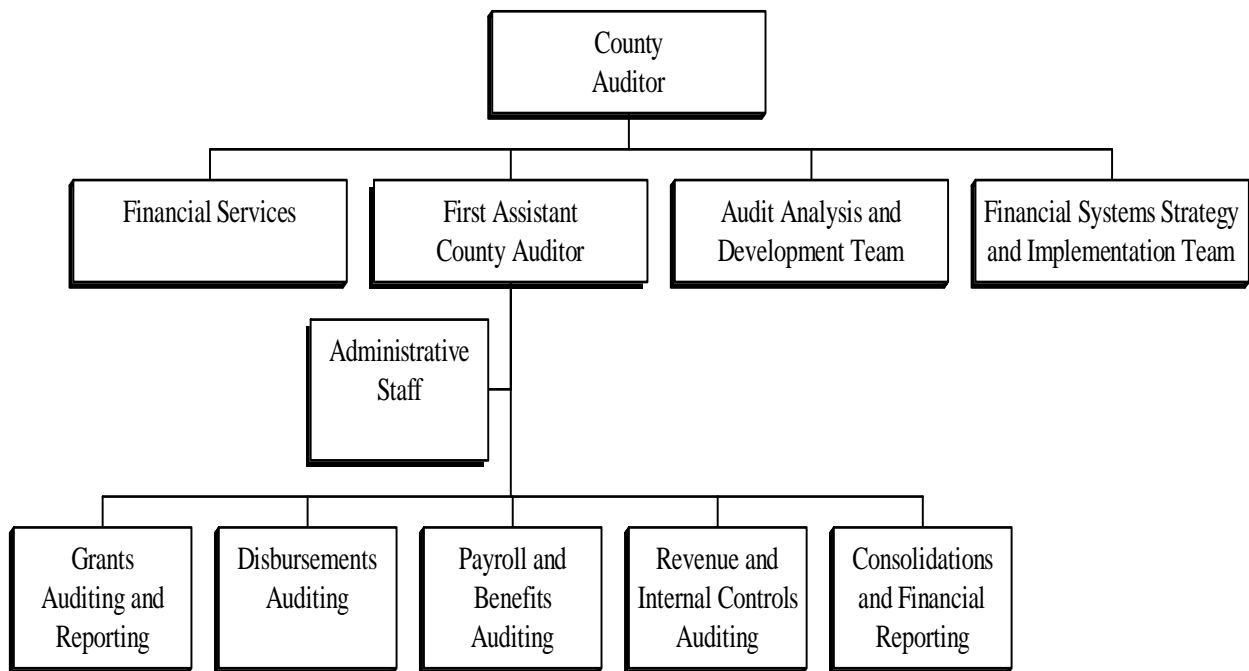 County
Auditor
Financial Services
First Assistant
County Auditor
Audit Analysis and
Development Team
Financial Systems Strategy
and Implementation Team
Administrative
Staff
Grants
Auditing and
Reporting
Disbursements
Auditing
Payroll and
Benefits
Auditing
Revenue and
Internal Controls
Auditing
Consolidations
and Financial
Reporting